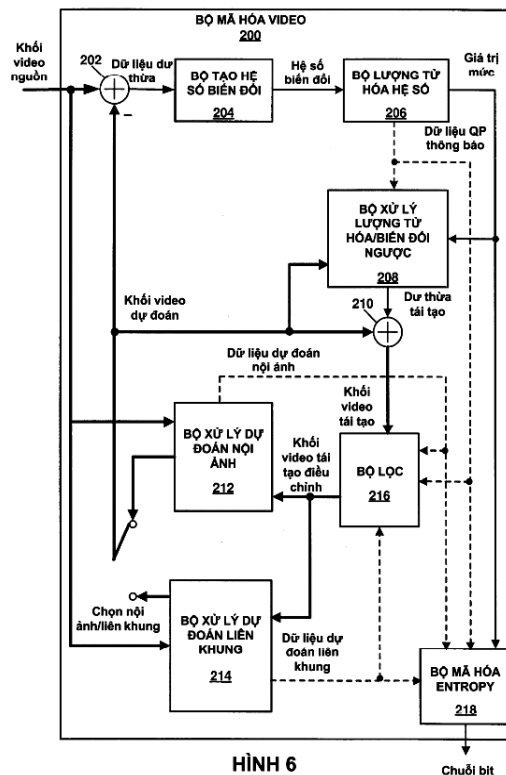 BỘ MÃ HÓA VIDEO
200
Khối video
nguồn
202
Dữ liệu dư
thừa
BỘ TẠO HỆ
SỐ BIẾN ĐỔI
204
Hệ số
biến đổi
BỘ LƯỢNG TỬ
HÓA HỆ SỐ
206
Giá trị
mức
Dữ liệu QP
thông báo
BỘ XỬ LÝ
LƯỢNG TỬ
HÓA/BIẾN ĐỔI
NGƯỢC
208
Khối video
dự đoán
210
Dư thừa
tái tạo
Dữ liệu dự đoán
nội ảnh
Khối
video
tái tạo
BỘ XỬ LÝ DỰ
ĐOÁN NỘI
ẢNH
212
Khối
video tái
tạo điều
chỉnh
BỘ LỌC
216
Chọn nội
ảnh/liên khung
BỘ XỬ LÝ DỰ
ĐOÁN LIÊN
KHUNG
214
Dữ liệu dự
đoán liên
khung
BỘ MÃ HÓA
ENTROPY
218
HÌNH 6
Chuỗi bit